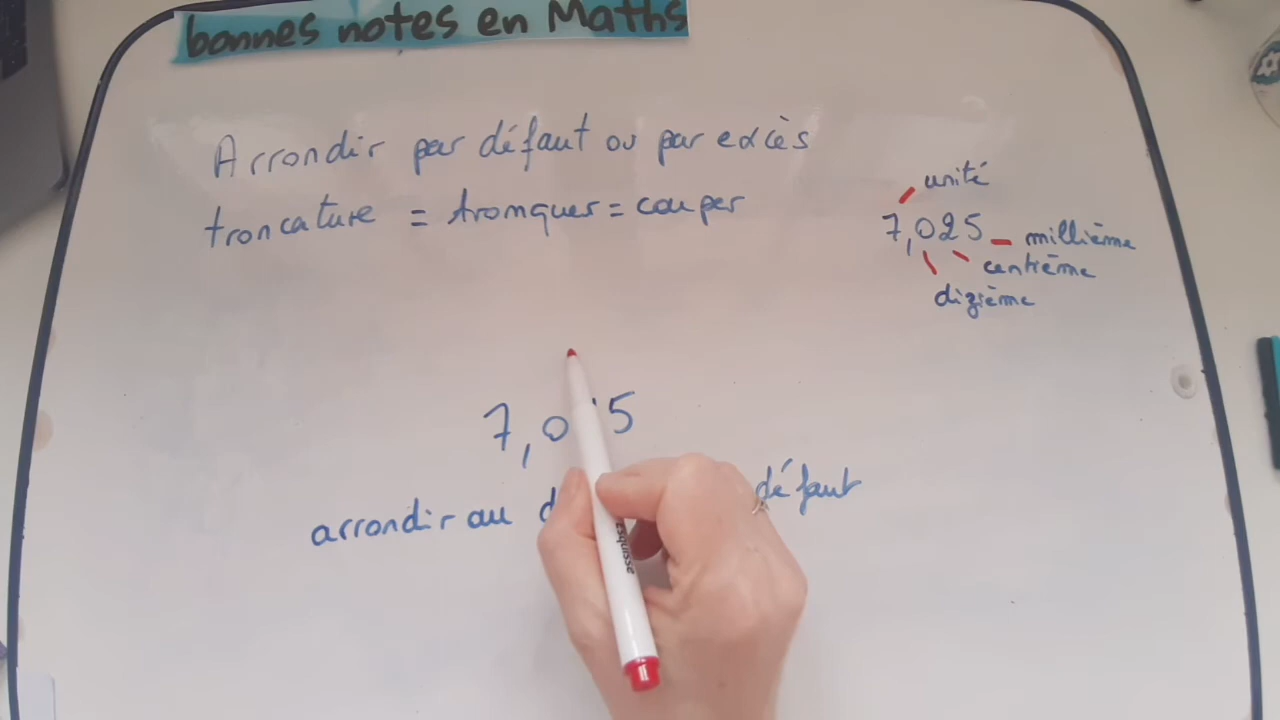 bonnes notes en Maths
Arrondir par défaut ou par excès
troncature = tronquer = couper
unité
7,025
millième
centième
dizième
7,0 5
arrondir au d défaut
esquisse